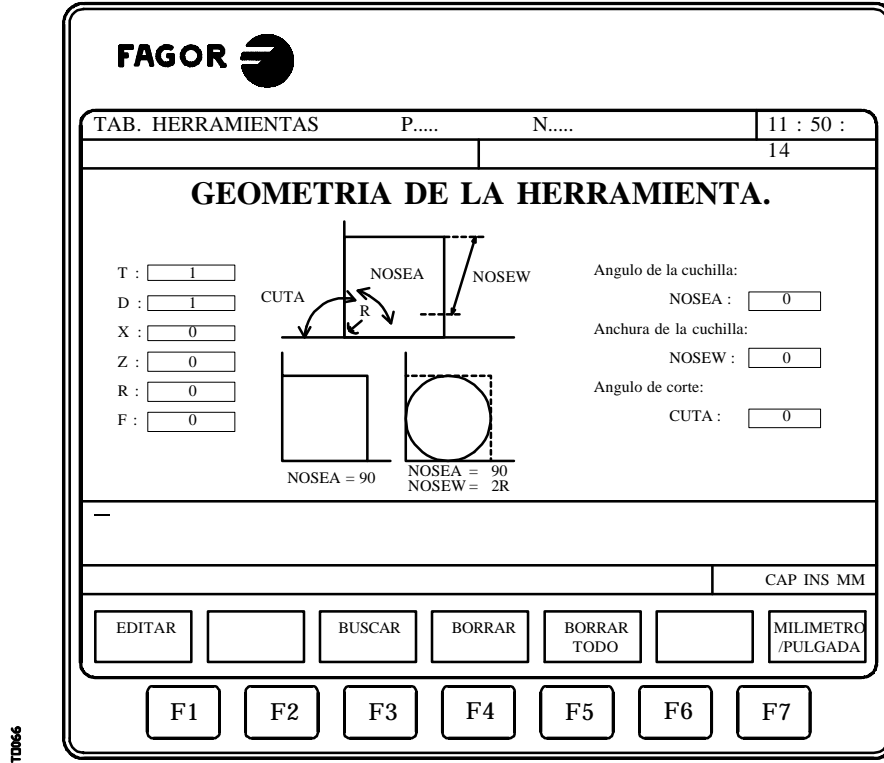 FAGOR
TAB. HERRAMIENTAS P..... N..... 11 : 50 :
14
GEOMETRIA DE LA HERRAMIENTA.
T : 1
D : 1
X : 0
Z : 0
R : 0
F : 0
CUTA
NOSEA
NOSEW
R
NOSEA = 90
NOSEA = 90
NOSEW = 2R
Angulo de la cuchilla:
NOSEA : 0
Anchura de la cuchilla:
NOSEW : 0
Angulo de corte:
CUTA : 0
CAP INS MM
EDITAR
BUSCAR
BORRAR
BORRAR
TODO
MILIMETRO
/PULGADA
F1 F2 F3 F4 F5 F6 F7